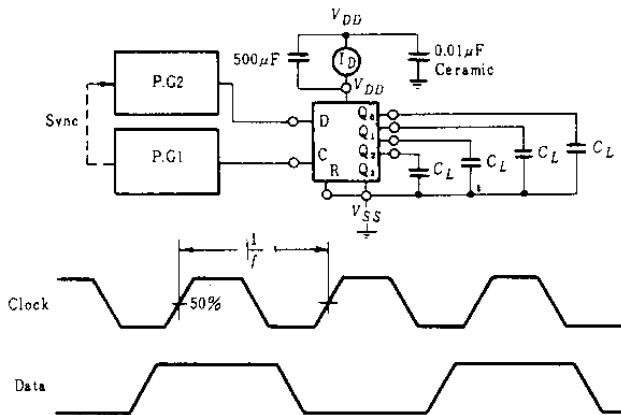 V_DD
500μF
I_D
0.01μF
Ceramic
V_DD
P.G2
Sync
P.G1
D
C
R
Q₀
Q₁
Q₂
Q₃
C_L
C_L
C_L
C_L
V_SS
1/f
Clock
50%
Data